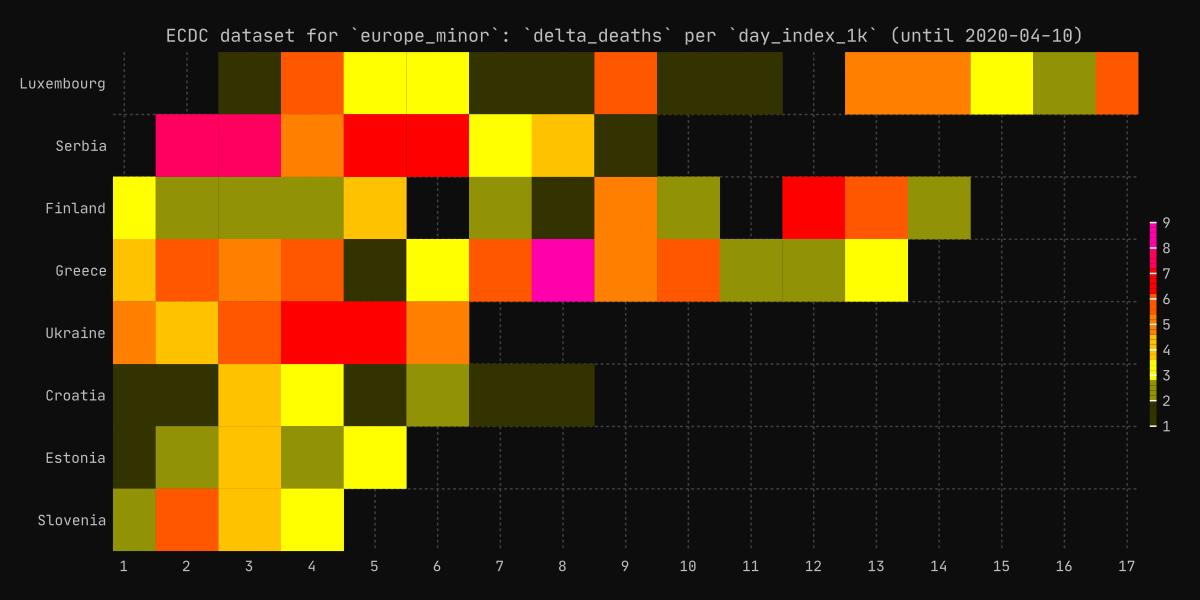 ECDC dataset for `europe_minor`: `delta_deaths` per `day_index_1k` (until 2020-04-10)
Luxembourg
Serbia
Finland
Greece
Ukraine
Croatia
Estonia
Slovenia
1 2 3 4 5 6 7 8 9 10 11 12 13 14 15 16 17
9
8
7
6
5
4
3
2
1